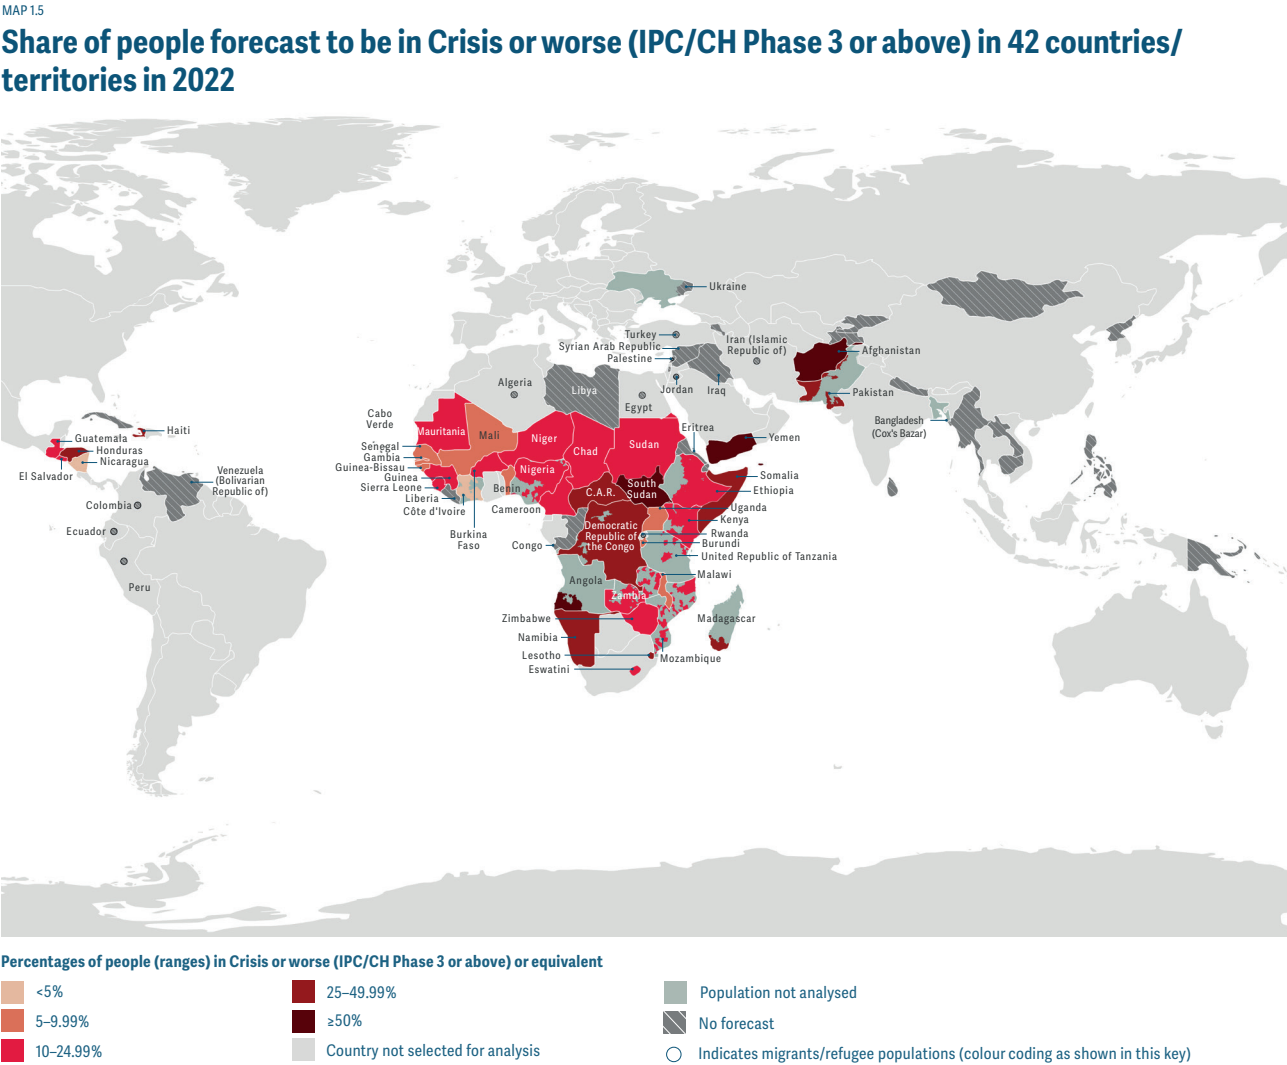 MAP 1.5
Share of people forecast to be in Crisis or worse (IPC/CH Phase 3 or above) in 42 countries/
territories in 2022
Ukraine
Turkey
Syrian Arab Republic
Palestine
Iran (Islamic
Republic of)
Afghanistan
Algeria
Libya
Egypt
Jordan
Iraq
Pakistan
Cabo
Verde
Bangladesh
(Cox's Bazar)
Haiti
Guatemala
Honduras
Nicaragua
El Salvador
Venezuela
(Bolivarian
Republic of)
Colombia
Ecuador
Peru
Mauritania
Mali
Niger
Chad
Sudan
Eritrea
Yemen
Senegal
Gambia
Guinea-Bissau
Guinea
Sierra Leone
Liberia
Côte d'Ivoire
Burkina
Faso
Benin
Nigeria
Cameroon
C.A.R.
South
Sudan
Somalia
Ethiopia
Uganda
Kenya
Rwanda
Burundi
United Republic of Tanzania
Congo
Democratic
Republic of
the Congo
Malawi
Angola
Zambia
Zimbabwe
Namibia
Lesotho
Eswatini
Madagascar
Mozambique
Percentages of people (ranges) in Crisis or worse (IPC/CH Phase 3 or above) or equivalent
<5%
5–9.99%
10–24.99%
25–49.99%
≥50%
Country not selected for analysis
Population not analysed
No forecast
Indicates migrants/refugee populations (colour coding as shown in this key)